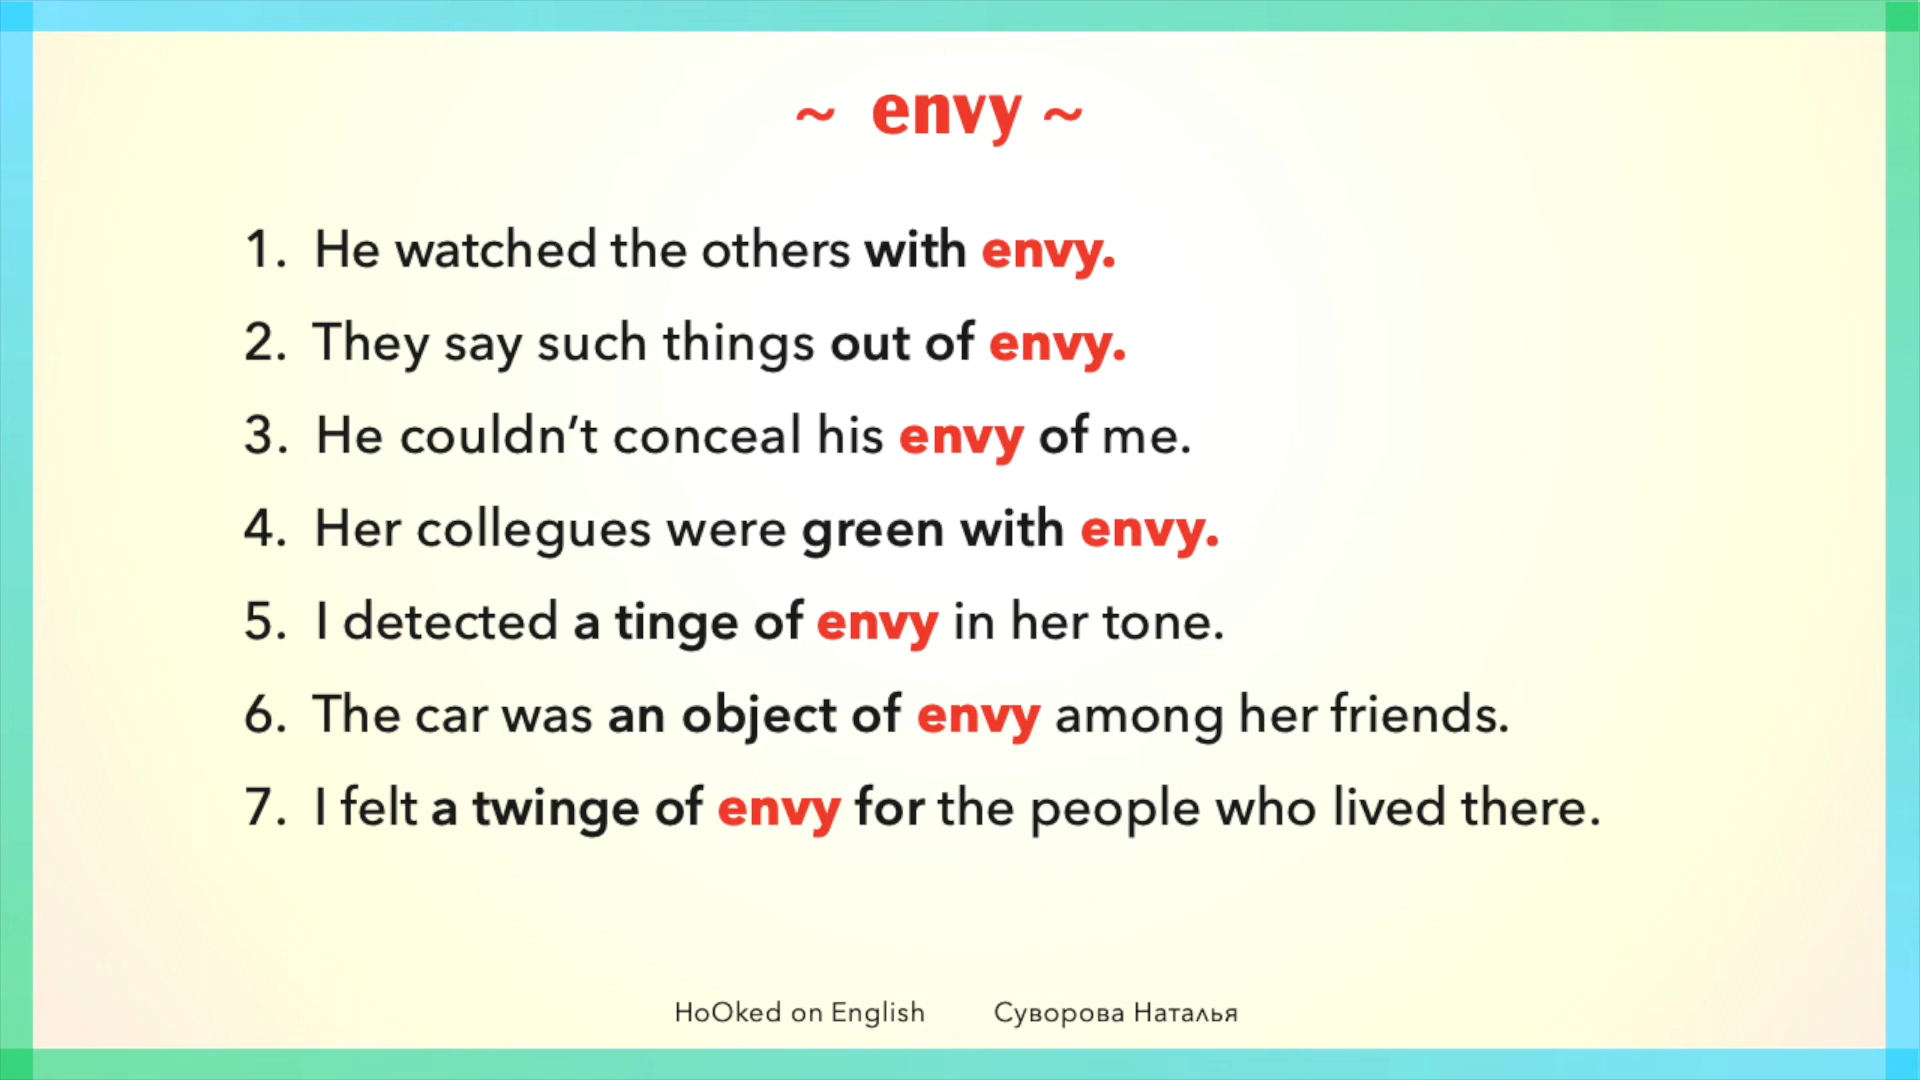 ~ envy ~
1. He watched the others with envy.
2. They say such things out of envy.
3. He couldn’t conceal his envy of me.
4. Her collegues were green with envy.
5. I detected a tinge of envy in her tone.
6. The car was an object of envy among her friends.
7. I felt a twinge of envy for the people who lived there.
HoOked on English Суворова Наталья